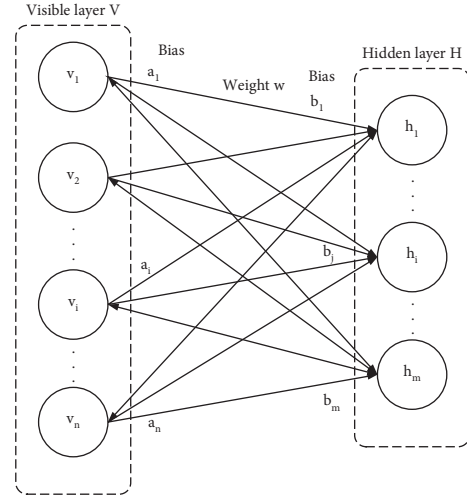 Visible layer V
Bias
a1
Weight w
Bias
b1
Hidden layer H
v1
h1
v2
ai
bj
hi
vi
hm
bm
vn
an